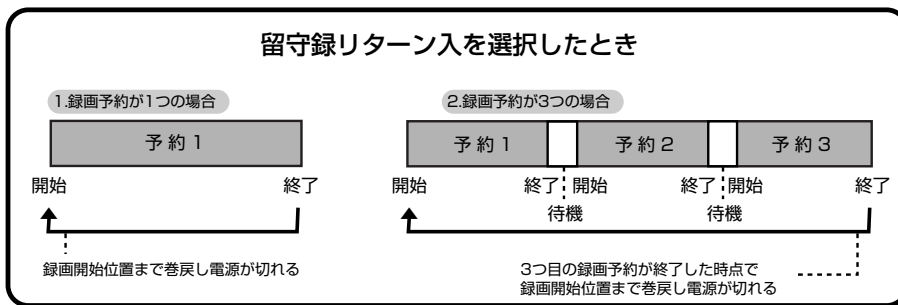 留守録リターン入を選択したとき
1.録画予約が1つの場合
予約1
開始
終了
録画開始位置まで巻戻し電源が切れる
2.録画予約が3つの場合
予約1
予約2
予約3
開始
終了
開始
終了
開始
終了
待機
待機
3つ目の録画予約が終了した時点で
録画開始位置まで巻戻し電源が切れる